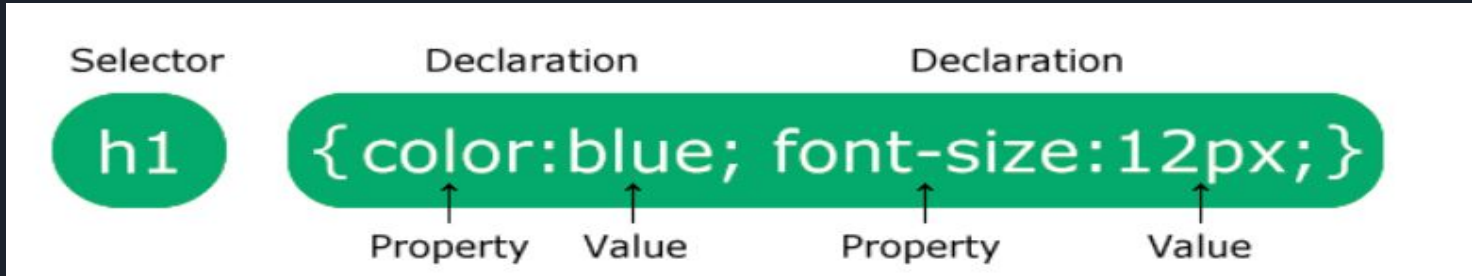 Selector Declaration Declaration
h1 {color:blue; font-size:12px;}
Property Value Property Value